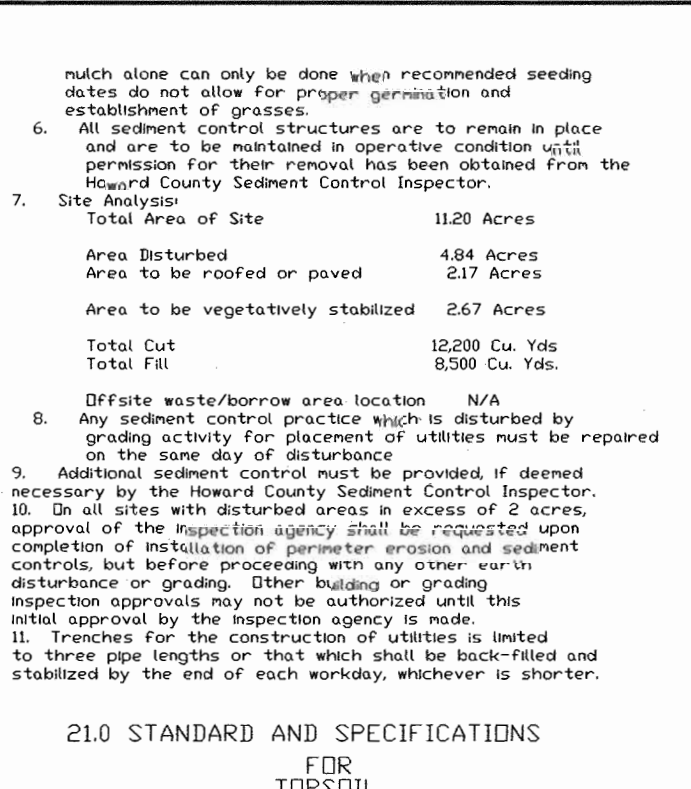 mulch alone can only be done when recommended seeding
dates do not allow for proper germination and
establishment of grasses.
6. All sediment control structures are to remain in place
and are to be maintained in operative condition until
permission for their removal has been obtained from the
Howard County Sediment Control Inspector.
7. Site Analysis:
Total Area of Site 11.20 Acres
Area Disturbed 4.84 Acres
Area to be roofed or paved 2.17 Acres
Area to be vegetatively stabilized 2.67 Acres
Total Cut 12,200 Cu. Yds
Total Fill 8,500 Cu. Yds.
Offsite waste/borrow area location N/A
8. Any sediment control practice which is disturbed by
grading activity for placement of utilities must be repaired
on the same day of disturbance
9. Additional sediment control must be provided, if deemed
necessary by the Howard County Sediment Control Inspector.
10. On all sites with disturbed areas in excess of 2 acres,
approval of the inspection agency shall be requested upon
completion of installation of perimeter erosion and sediment
controls, but before proceeding with any other earth
disturbance or grading. Other building or grading
inspection approvals may not be authorized until this
initial approval by the inspection agency is made.
11. Trenches for the construction of utilities is limited
to three pipe lengths or that which shall be back-filled and
stabilized by the end of each workday, whichever is shorter.
21.0 STANDARD AND SPECIFICATIONS
FOR
TOPSOIL